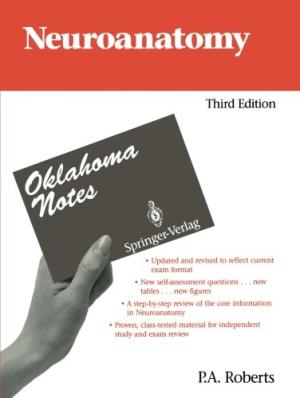 Neuroanatomy
Third Edition
Oklahoma
Notes
Springer-Verlag
• Updated and revised to reflect current
exam format
• New self-assessment questions . . . new
tables . . . new figures
• A step-by-step review of the core information
in Neuroanatomy
• Proven, class-tested material for independent
study and exam review
P.A. Roberts